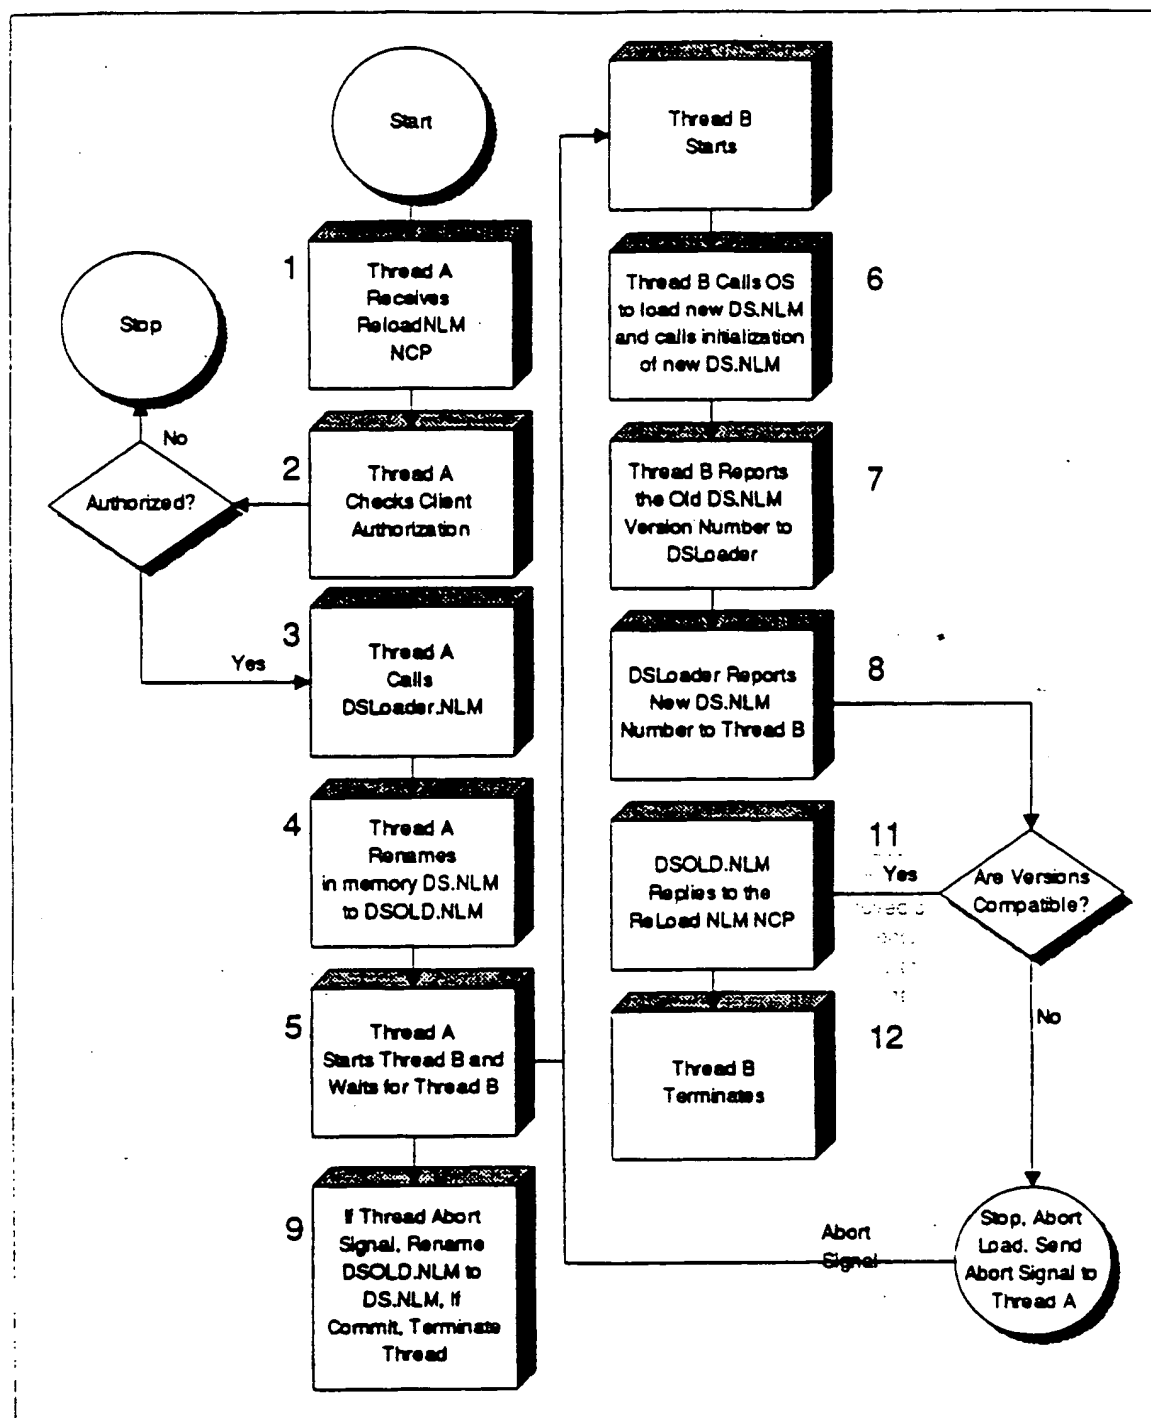 Start
1
Thread A
Receives
ReloadNLM
NCP
Stop
No
2
Thread A
Checks Client
Authorization
Authorized?
Yes
3
Thread A
Calls
DSLoader.NLM
4
Thread A
Renames
in memory DS.NLM
to DSOLD.NLM
5
Thread A
Starts Thread B and
Waits for Thread B
9
If Thread Abort
Signal, Rename
DSOLD.NLM to
DS.NLM, If
Commit, Terminate
Thread
Thread B
Starts
6
Thread B Calls OS
to load new DS.NLM
and calls initialization
of new DS.NLM
7
Thread B Reports
the Old DS.NLM
Version Number to
DSLoader
8
DSLoader Reports
New DS.NLM
Number to Thread B
11
DSOLD.NLM
Replies to the
ReLoad NLM NCP
Yes
Are Versions
Compatible?
12
Thread B
Terminates
No
Abort
Signal
Stop, Abort
Load. Send
Abort Signal to
Thread A